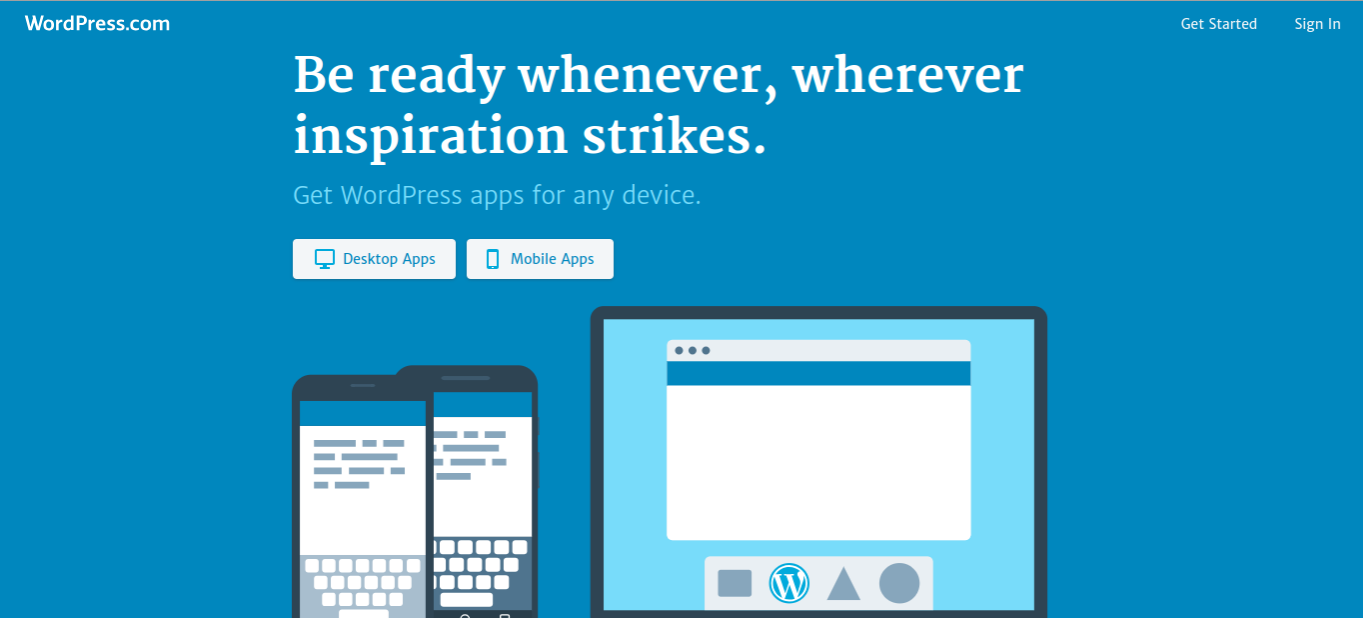 WordPress.com
Get Started
Sign In
Be ready whenever, wherever
inspiration strikes.
Get WordPress apps for any device.
Desktop Apps
Mobile Apps